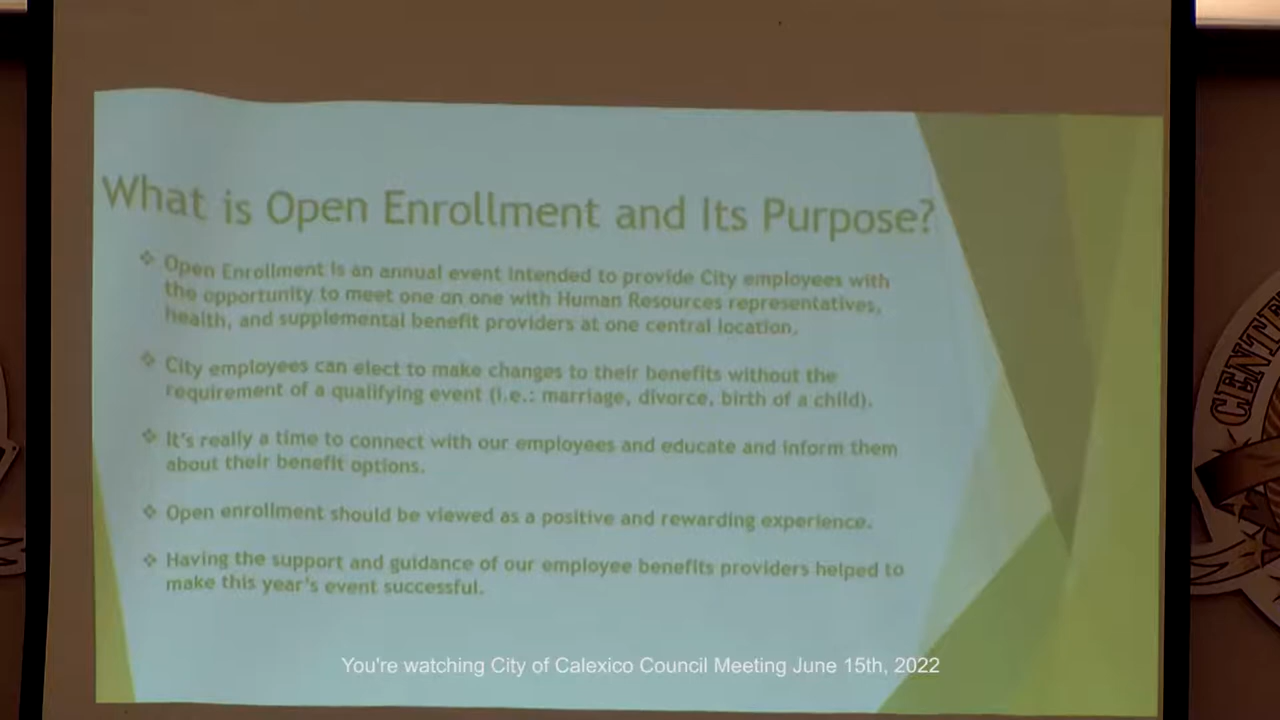 What is Open Enrollment and Its Purpose?
❖ Open Enrollment is an annual event intended to provide City employees with
the opportunity to meet one on one with Human Resources representatives,
health, and supplemental benefit providers at one central location.
❖ City employees can elect to make changes to their benefits without the
requirement of a qualifying event (i.e.: marriage, divorce, birth of a child).
❖ It's really a time to connect with our employees and educate and inform them
about their benefit options.
❖ Open enrollment should be viewed as a positive and rewarding experience.
❖ Having the support and guidance of our employee benefits providers helped to
make this year's event successful.
You're watching City of Calexico Council Meeting June 15th, 2022